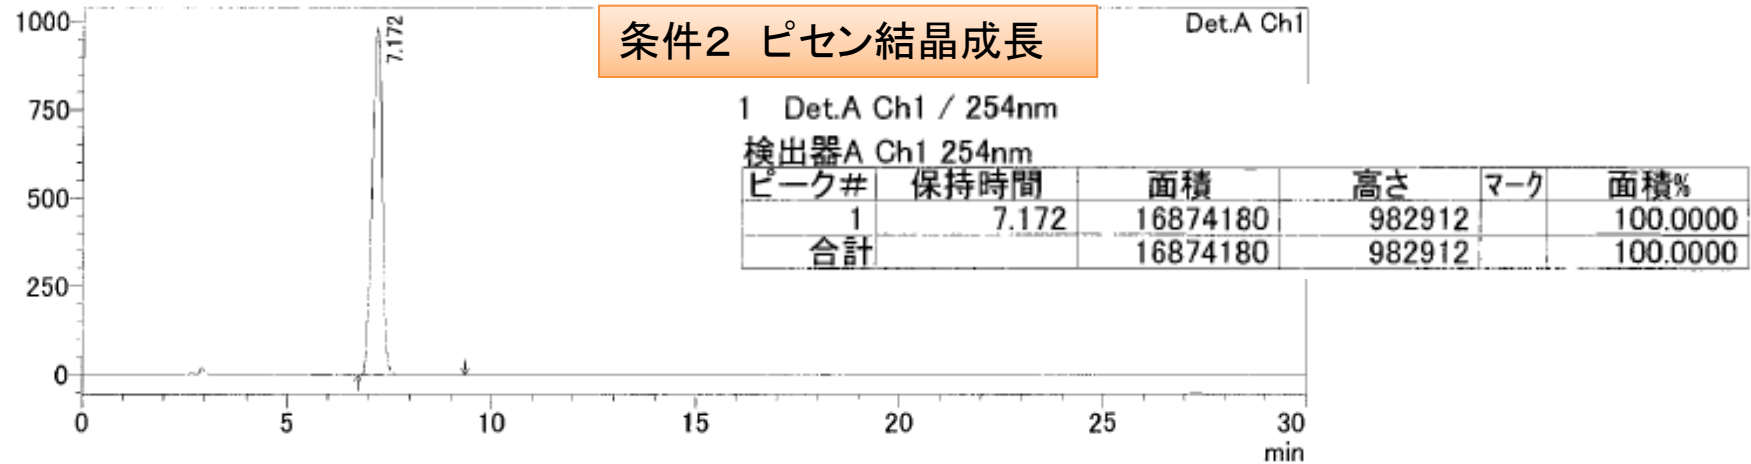 条件2 ピセン結晶成長
Det.A Ch1
1000
750
500
250
0
7.172
1 Det.A Ch1 / 254nm
検出器A Ch1 254nm
ピーク# 保持時間 面積 高さ マーク 面積%
1 7.172 16874180 982912 100.0000
合計 16874180 982912 100.0000
0 5 10 15 20 25 30
min